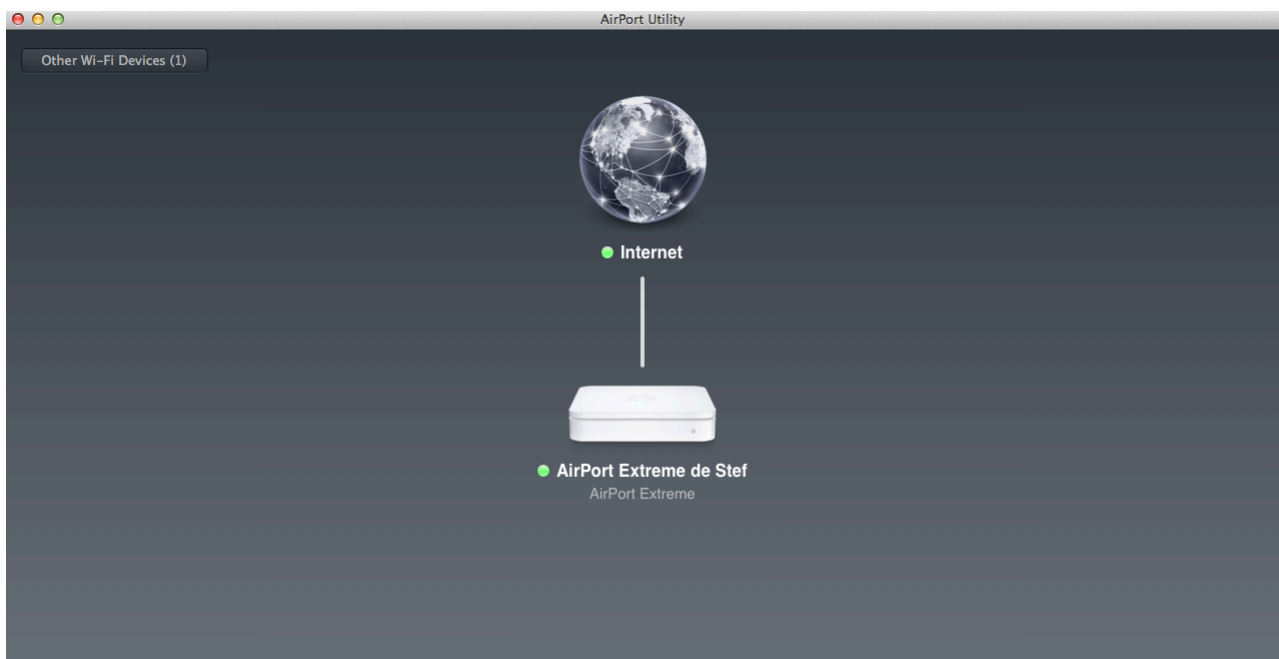 AirPort Utility
Other Wi-Fi Devices (1)
Internet
AirPort Extreme de Stef
AirPort Extreme